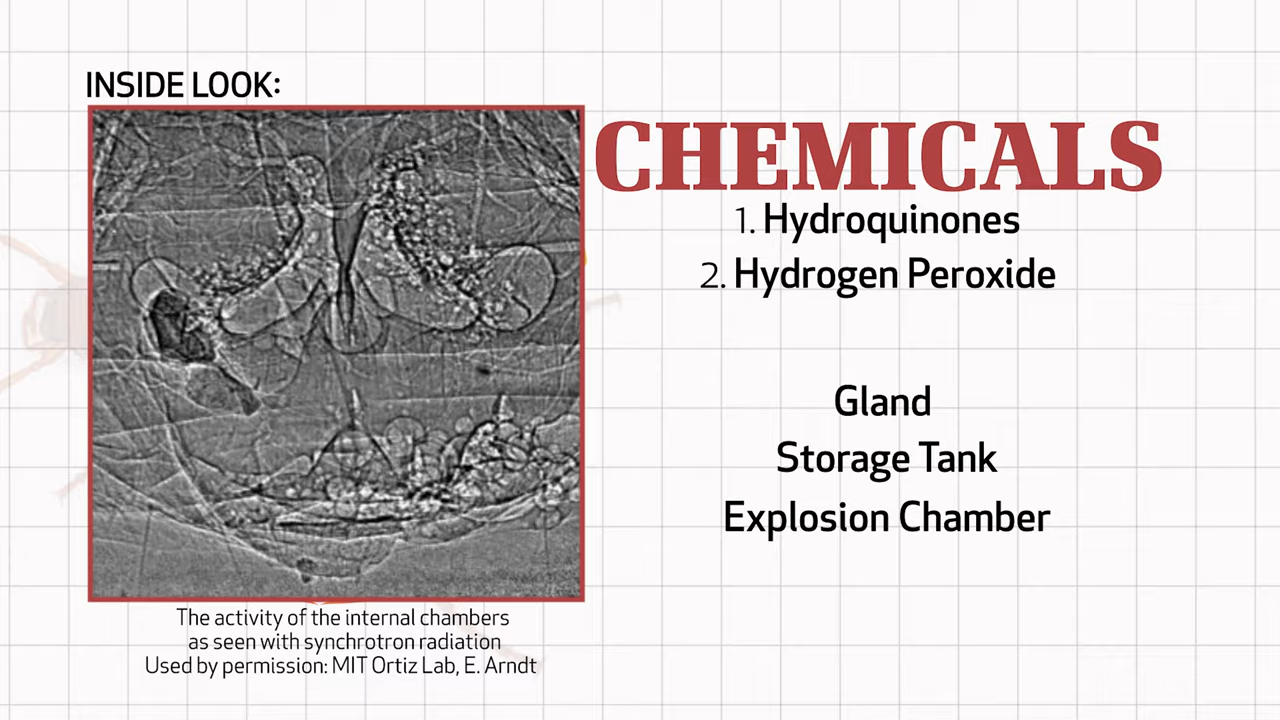 INSIDE LOOK:
CHEMICALS
1. Hydroquinones
2. Hydrogen Peroxide
Gland
Storage Tank
Explosion Chamber
The activity of the internal chambers
as seen with synchrotron radiation
Used by permission: MIT Ortiz Lab, E. Arndt